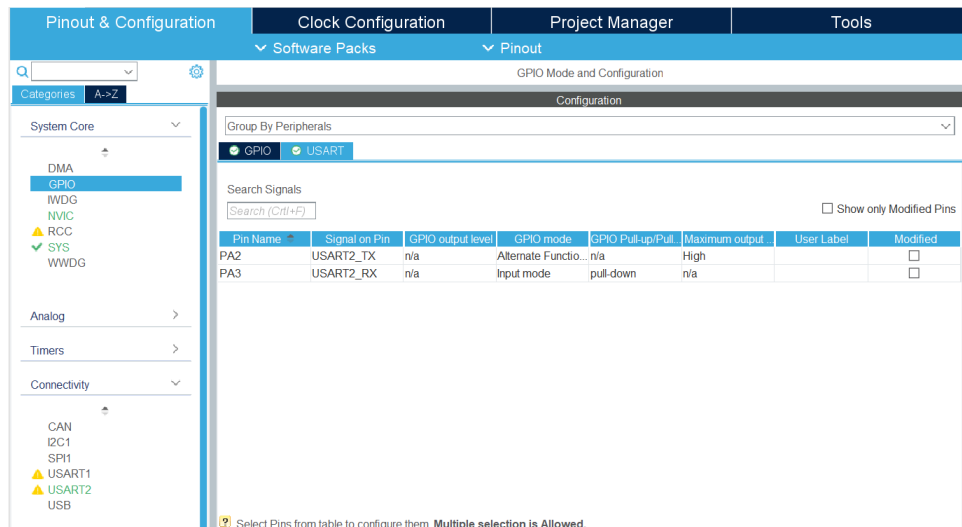 Pinout & Configuration Clock Configuration Project Manager Tools
Software Packs Pinout
GPIO Mode and Configuration
Categories A->Z
Configuration
System Core
Group By Peripherals
GPIO USART
DMA
GPIO
IWDG
NVIC
RCC
SYS
WWDG
Search Signals
Search (Crtl+F)
Show only Modified Pins
Pin Name Signal on Pin GPIO output level GPIO mode GPIO Pull-up/Pull... Maximum output ... User Label Modified
PA2 USART2_TX n/a Alternate Functio... n/a High
PA3 USART2_RX n/a Input mode pull-down n/a
Analog
Timers
Connectivity
CAN
I2C1
SPI1
USART1
USART2
USB
? Select Pins from table to configure them. Multiple selection is Allowed.